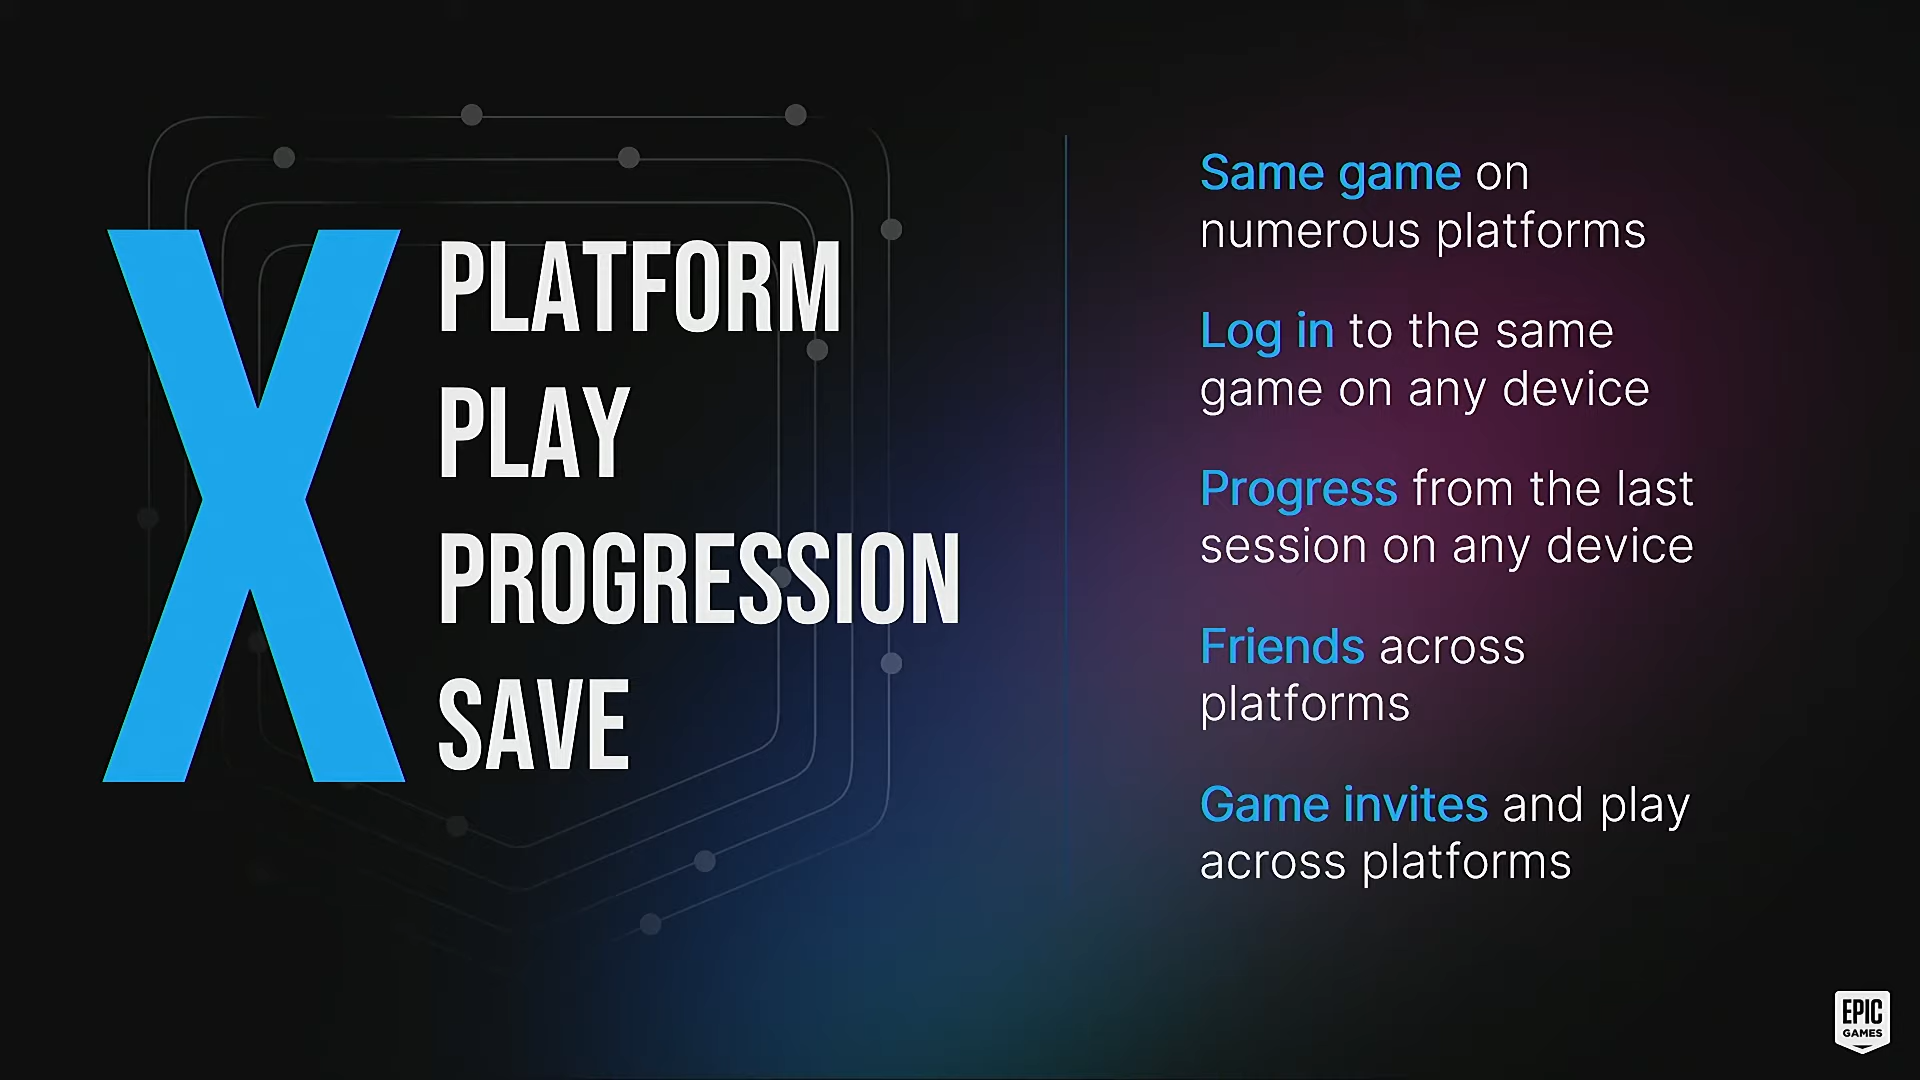 X
PLATFORM
PLAY
PROGRESSION
SAVE
Same game on
numerous platforms
Log in to the same
game on any device
Progress from the last
session on any device
Friends across
platforms
Game invites and play
across platforms
EPIC
GAMES